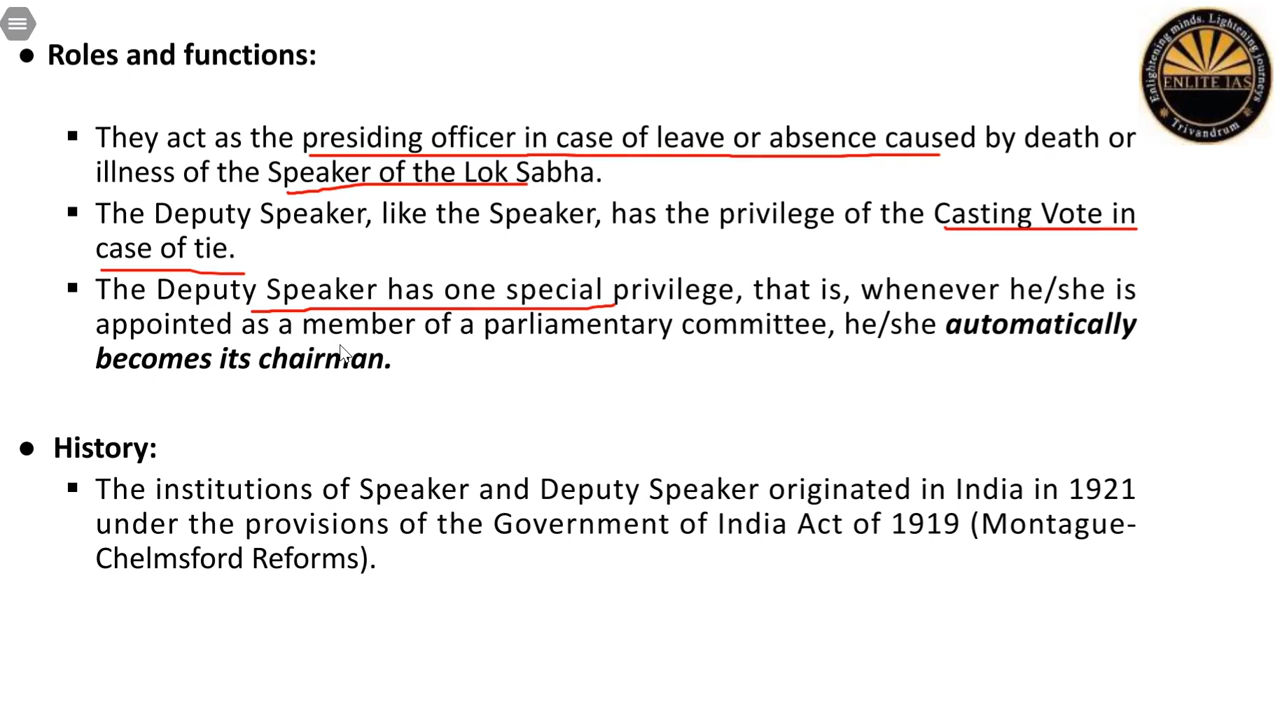 ● Roles and functions:
Enlightening minds. Lightening journeys
ENLITE IAS
Trivandrum
▪ They act as the presiding officer in case of leave or absence caused by death or
illness of the Speaker of the Lok Sabha.
▪ The Deputy Speaker, like the Speaker, has the privilege of the Casting Vote in
case of tie.
▪ The Deputy Speaker has one special privilege, that is, whenever he/she is
appointed as a member of a parliamentary committee, he/she automatically
becomes its chairman.
● History:
▪ The institutions of Speaker and Deputy Speaker originated in India in 1921
under the provisions of the Government of India Act of 1919 (Montague-
Chelmsford Reforms).